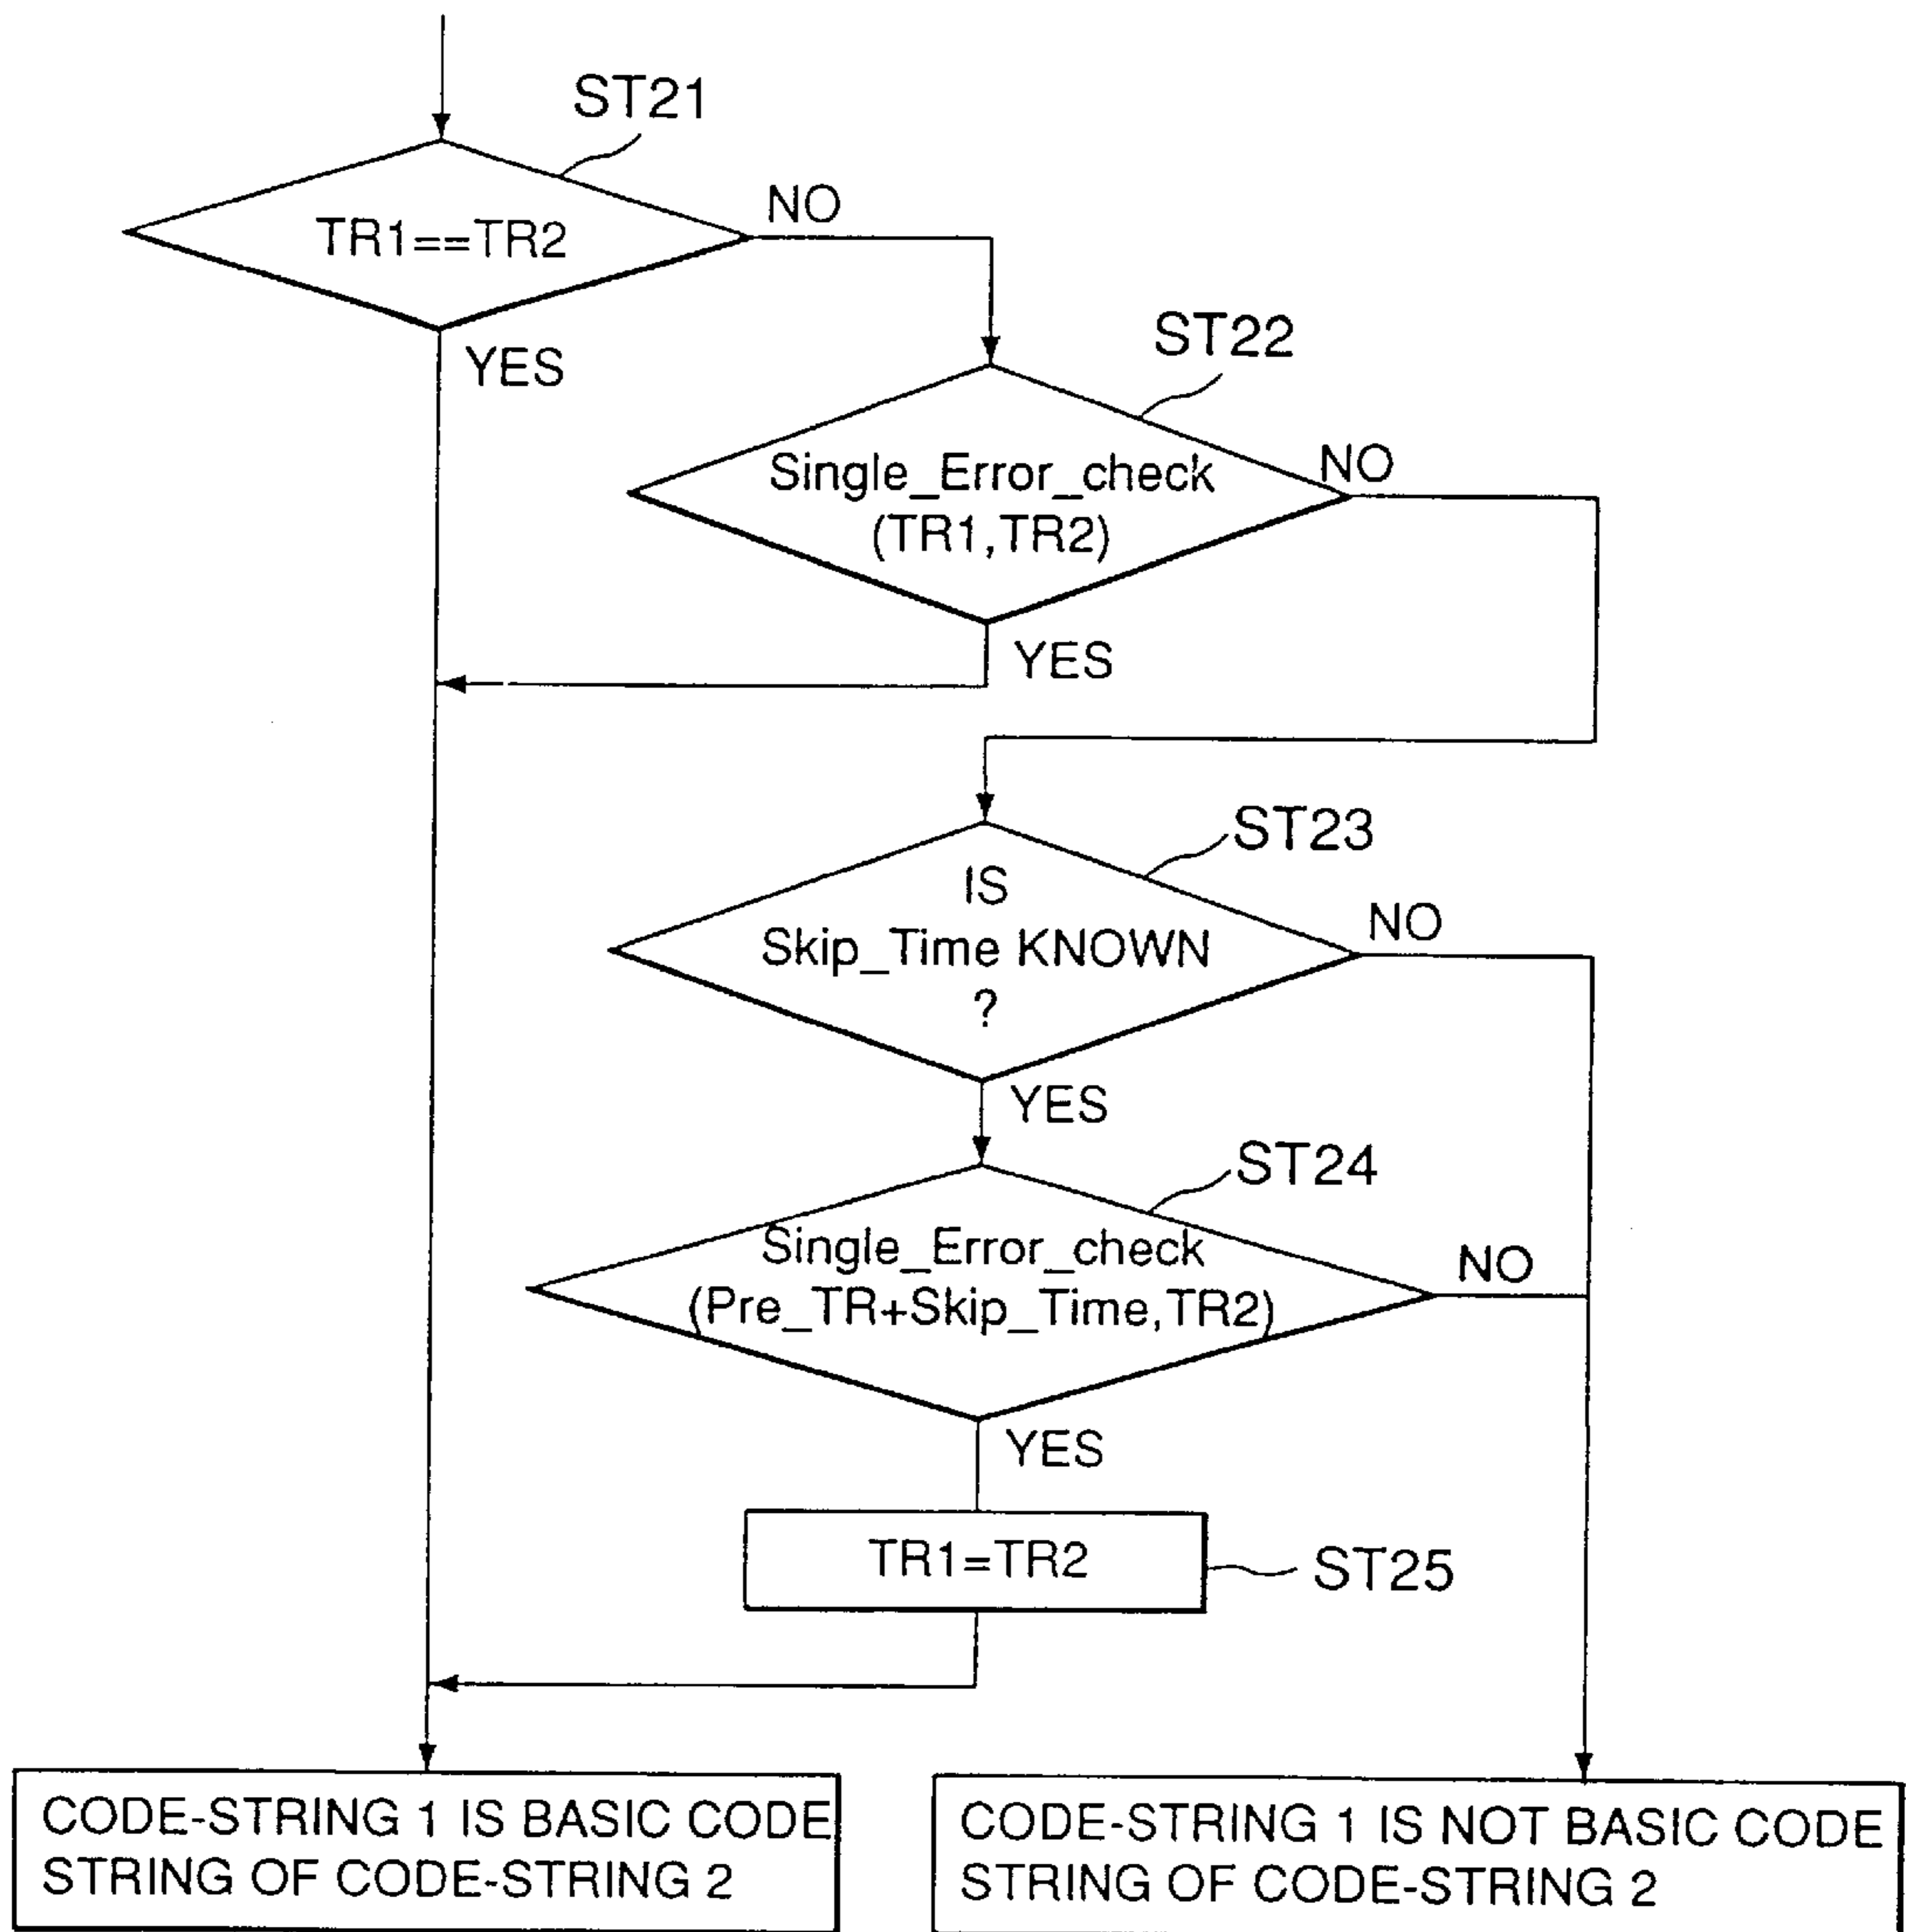 ST21
TR1==TR2
NO
YES
ST22
Single_Error_check
(TR1,TR2)
NO
YES
ST23
IS
Skip_Time KNOWN
?
NO
YES
ST24
Single_Error_check
(Pre_TR+Skip_Time,TR2)
NO
YES
TR1=TR2
ST25
CODE-STRING 1 IS BASIC CODE
STRING OF CODE-STRING 2
CODE-STRING 1 IS NOT BASIC CODE
STRING OF CODE-STRING 2